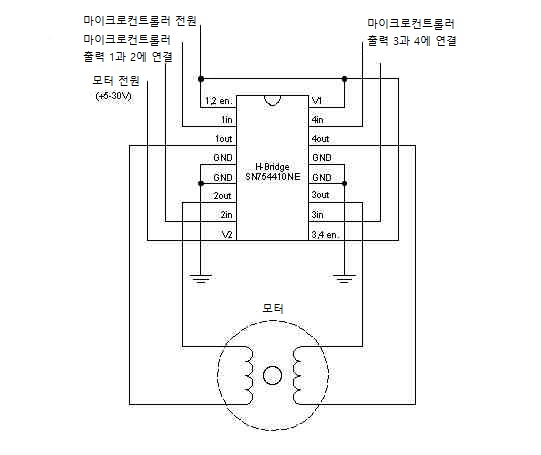 마이크로컨트롤러 전원
마이크로컨트롤러
출력 1과 2에 연결
모터 전원
(+5-30V)
마이크로컨트롤러
출력 3과 4에 연결
1,2 en.
1in
1out
GND
GND
2out
2in
V2
H-Bridge
SN754410NE
V1
4in
4out
GND
GND
3out
3in
3,4 en.
모터